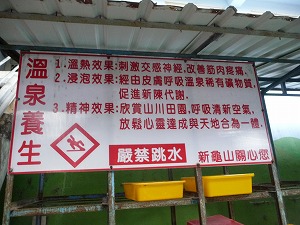 溫泉養生
1.溫熱效果:刺激交感神經,改善筋肉疼痛、
2.浸泡效果:經由皮膚呼吸溫泉稀有礦物質、
促進新陳代謝、
3.精神效果:欣賞山川田園、呼吸清新空氣、
放鬆心靈達成與天地合為一體、
嚴禁跳水
新龜山關心您